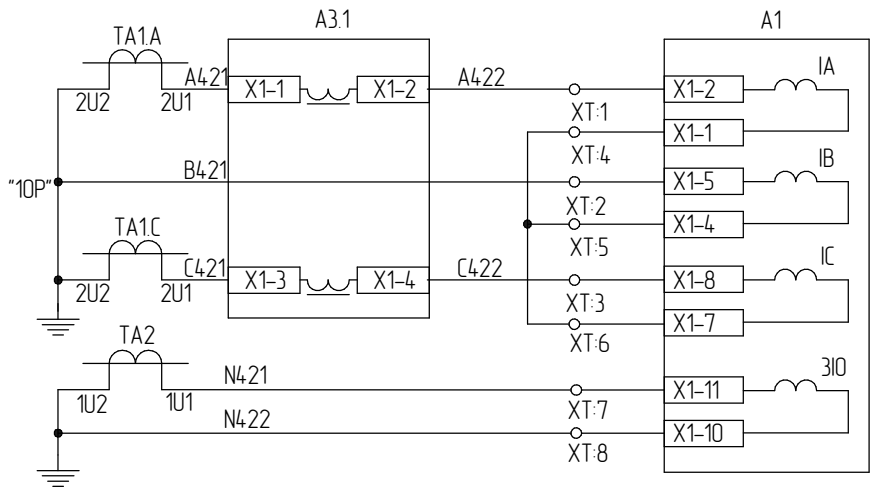 A3.1
A1
TA1.A
2U2
2U1
A421
X1-1
X1-2
A422
XT:1
X1-2
IA
XT:4
X1-1
"10P"
B421
XT:2
X1-5
IB
XT:5
X1-4
TA1.C
2U2
2U1
C421
X1-3
X1-4
C422
XT:3
X1-8
IC
XT:6
X1-7
TA2
1U2
1U1
N421
XT:7
X1-11
3I0
N422
XT:8
X1-10